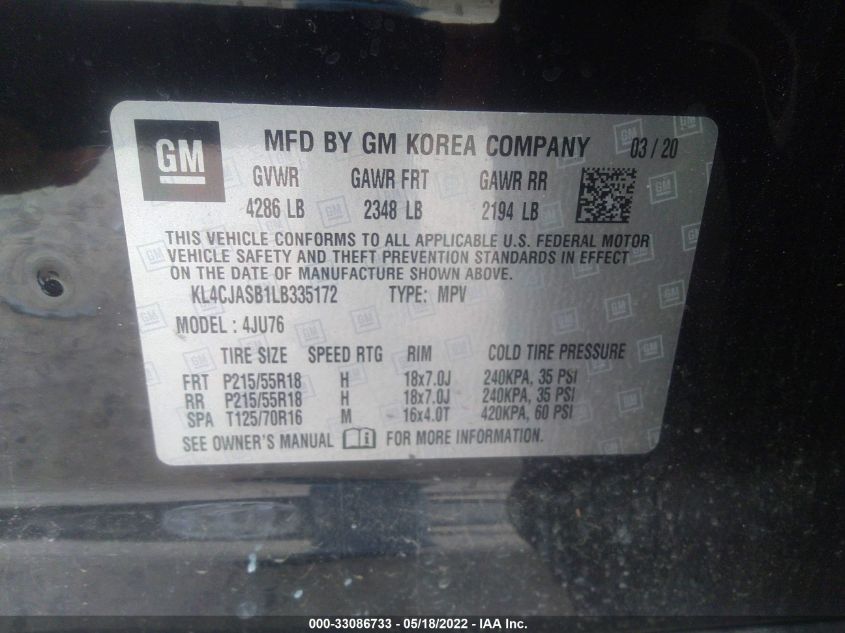 GM
MFD BY GM KOREA COMPANY 03 / 20
GVWR GAWR FRT GAWR RR
4286 LB 2348 LB 2194 LB
THIS VEHICLE CONFORMS TO ALL APPLICABLE U.S. FEDERAL MOTOR
VEHICLE SAFETY AND THEFT PREVENTION STANDARDS IN EFFECT
ON THE DATE OF MANUFACTURE SHOWN ABOVE.
KL4CJASB1LB335172 TYPE: MPV
MODEL : 4JU76
TIRE SIZE SPEED RTG RIM COLD TIRE PRESSURE
FRT P215/55R18 H 18x7.0J 240KPA, 35 PSI
RR P215/55R18 H 18x7.0J 240KPA, 35 PSI
SPA T125/70R16 M 16x4.0T 420KPA, 60 PSI
SEE OWNER'S MANUAL FOR MORE INFORMATION.
000-33086733 - 05/18/2022 - IAA Inc.